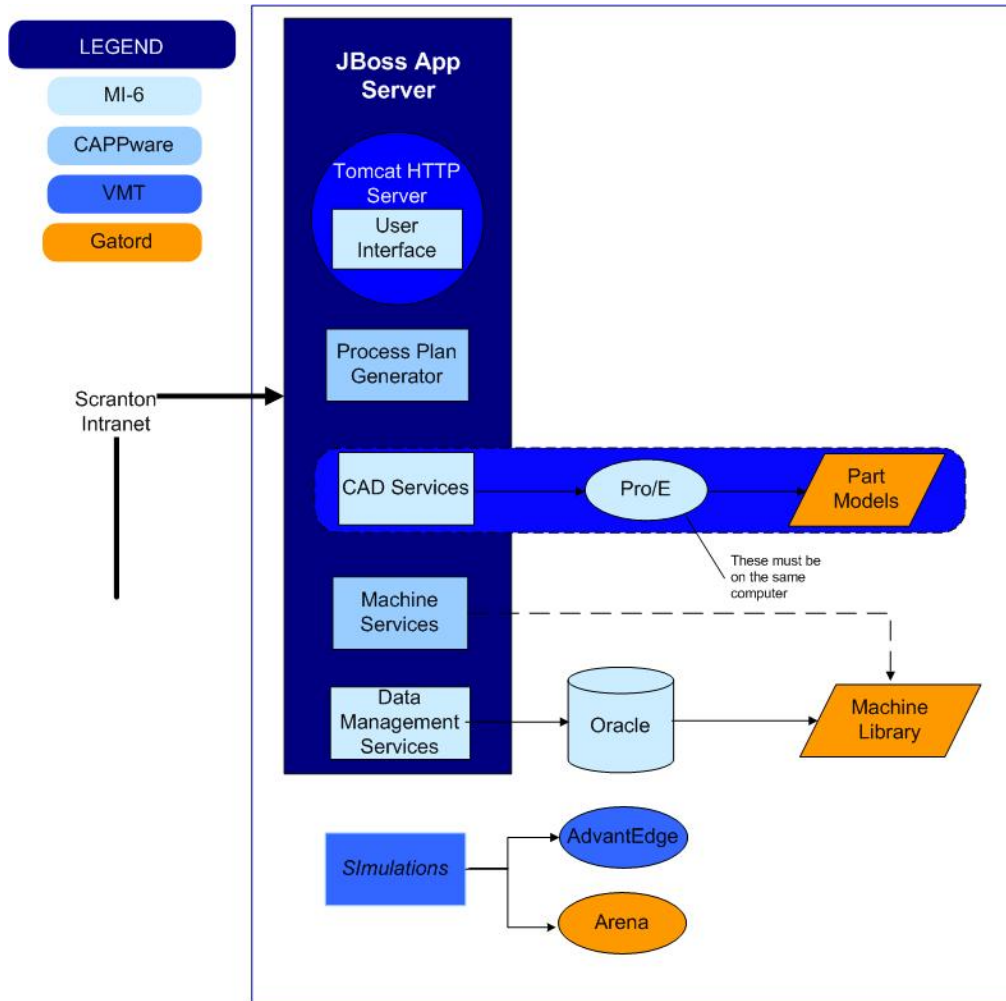 LEGEND
MI-6
CAPPware
VMT
Gatord
JBoss App
Server
Tomcat HTTP
Server
User
Interface
Process Plan
Generator
Scranton
Intranet
CAD Services
Pro/E
Part
Models
These must be
on the same
computer
Machine
Services
Data
Management
Services
Oracle
Machine
Library
SImulations
AdvantEdge
Arena